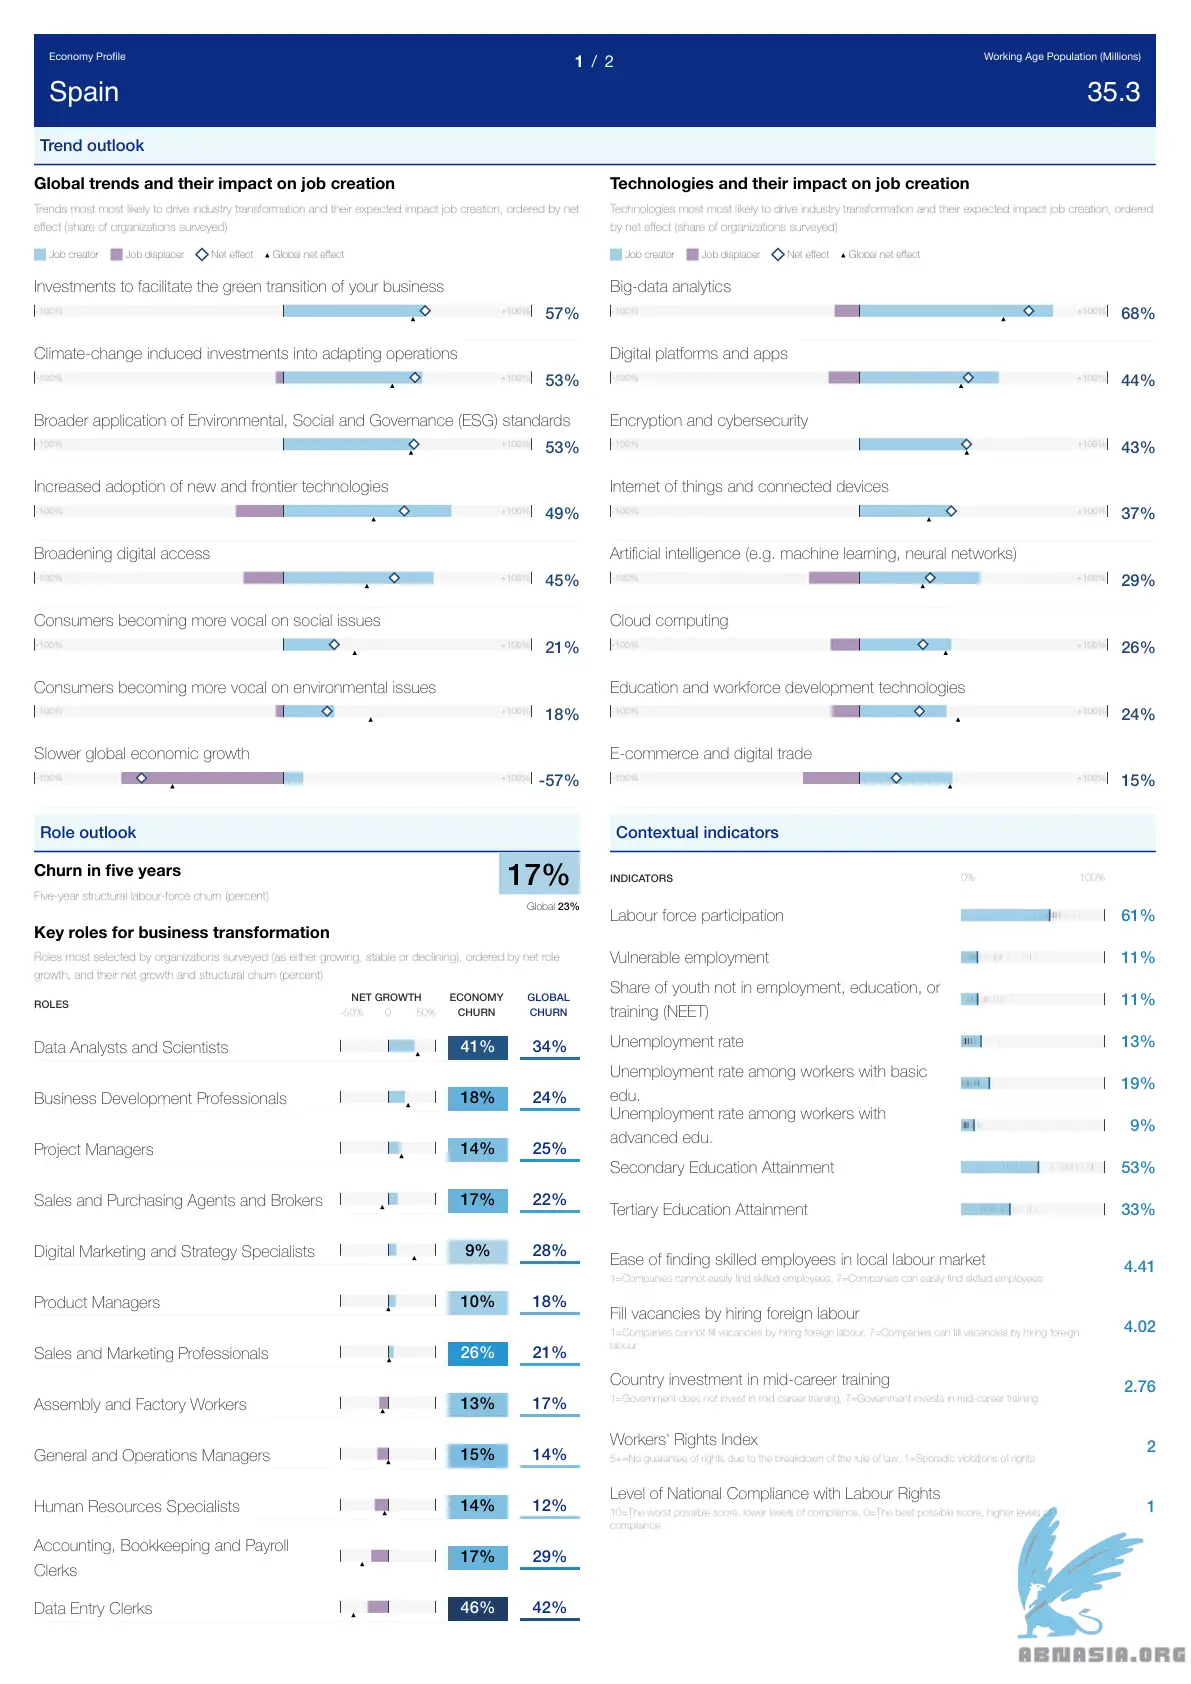 Economy Profile
1 / 2
Working Age Population (Millions)
Spain
35.3
Trend outlook
Global trends and their impact on job creation
Trends most most likely to drive industry transformation and their expected impact job creation, ordered by net
effect (share of organizations surveyed)
Job creator Job displacer Net effect Global net effect
Investments to facilitate the green transition of your business
-100% +100% 57%
Climate-change induced investments into adapting operations
-100% +100% 53%
Broader application of Environmental, Social and Governance (ESG) standards
-100% +100% 53%
Increased adoption of new and frontier technologies
-100% +100% 49%
Broadening digital access
-100% +100% 45%
Consumers becoming more vocal on social issues
-100% +100% 21%
Consumers becoming more vocal on environmental issues
-100% +100% 18%
Slower global economic growth
-100% +100% -57%
Technologies and their impact on job creation
Technologies most most likely to drive industry transformation and their expected impact job creation, ordered
by net effect (share of organizations surveyed)
Job creator Job displacer Net effect Global net effect
Big-data analytics
-100% +100% 68%
Digital platforms and apps
-100% +100% 44%
Encryption and cybersecurity
-100% +100% 43%
Internet of things and connected devices
-100% +100% 37%
Artificial intelligence (e.g. machine learning, neural networks)
-100% +100% 29%
Cloud computing
-100% +100% 26%
Education and workforce development technologies
-100% +100% 24%
E-commerce and digital trade
-100% +100% 15%
Role outlook
Churn in five years
17%
Five-year structural labour-force churn (percent)
Global 23%
Key roles for business transformation
Roles most selected by organizations surveyed (as either growing, stable or declining), ordered by net role
growth, and their net growth and structural churn (percent)
ROLES NET GROWTH ECONOMY GLOBAL
-50% 0 50% CHURN CHURN
Data Analysts and Scientists 41% 34%
Business Development Professionals 18% 24%
Project Managers 14% 25%
Sales and Purchasing Agents and Brokers 17% 22%
Digital Marketing and Strategy Specialists 9% 28%
Product Managers 10% 18%
Sales and Marketing Professionals 26% 21%
Assembly and Factory Workers 13% 17%
General and Operations Managers 15% 14%
Human Resources Specialists 14% 12%
Accounting, Bookkeeping and Payroll
Clerks 17% 29%
Data Entry Clerks 46% 42%
Contextual indicators
INDICATORS 0% 100%
Labour force participation 61%
Vulnerable employment 11%
Share of youth not in employment, education, or
training (NEET) 11%
Unemployment rate 13%
Unemployment rate among workers with basic
edu. 19%
Unemployment rate among workers with
advanced edu. 9%
Secondary Education Attainment 53%
Tertiary Education Attainment 33%
Ease of finding skilled employees in local labour market 4.41
1=Companies cannot easily find skilled employees, 7=Companies can easily find skilled employees
Fill vacancies by hiring foreign labour 4.02
1=Companies cannot fill vacancies by hiring foreign labour, 7=Companies can fill vacancies by hiring foreign
labour
Country investment in mid-career training 2.76
1=Government does not invest in mid-career training, 7=Government invests in mid-career training
Workers' Rights Index 2
5+=No guarantee of rights due to the breakdown of the rule of law, 1=Sporadic violations of rights
Level of National Compliance with Labour Rights 1
10=The worst possible score, lower levels of compliance, 0=The best possible score, higher levels of
compliance
ABMASIA.ORG